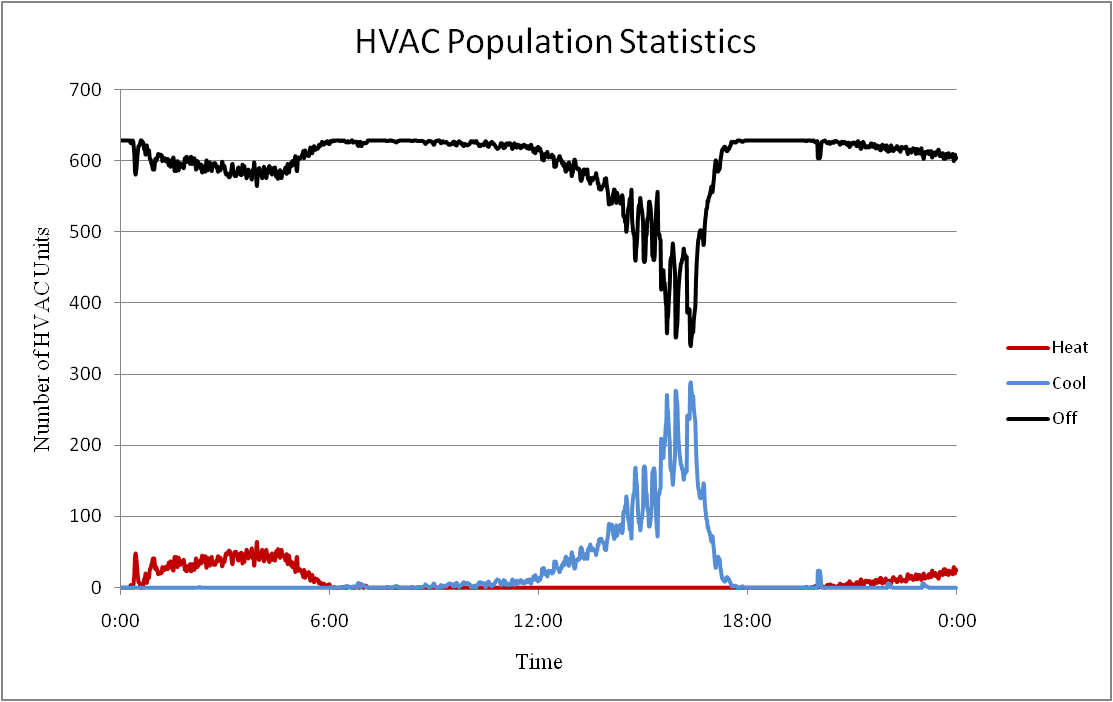 HVAC Population Statistics
700
600
500
400
300
200
100
0
Number of HVAC Units
0:00 6:00 12:00 18:00 0:00
Time
Heat
Cool
Off